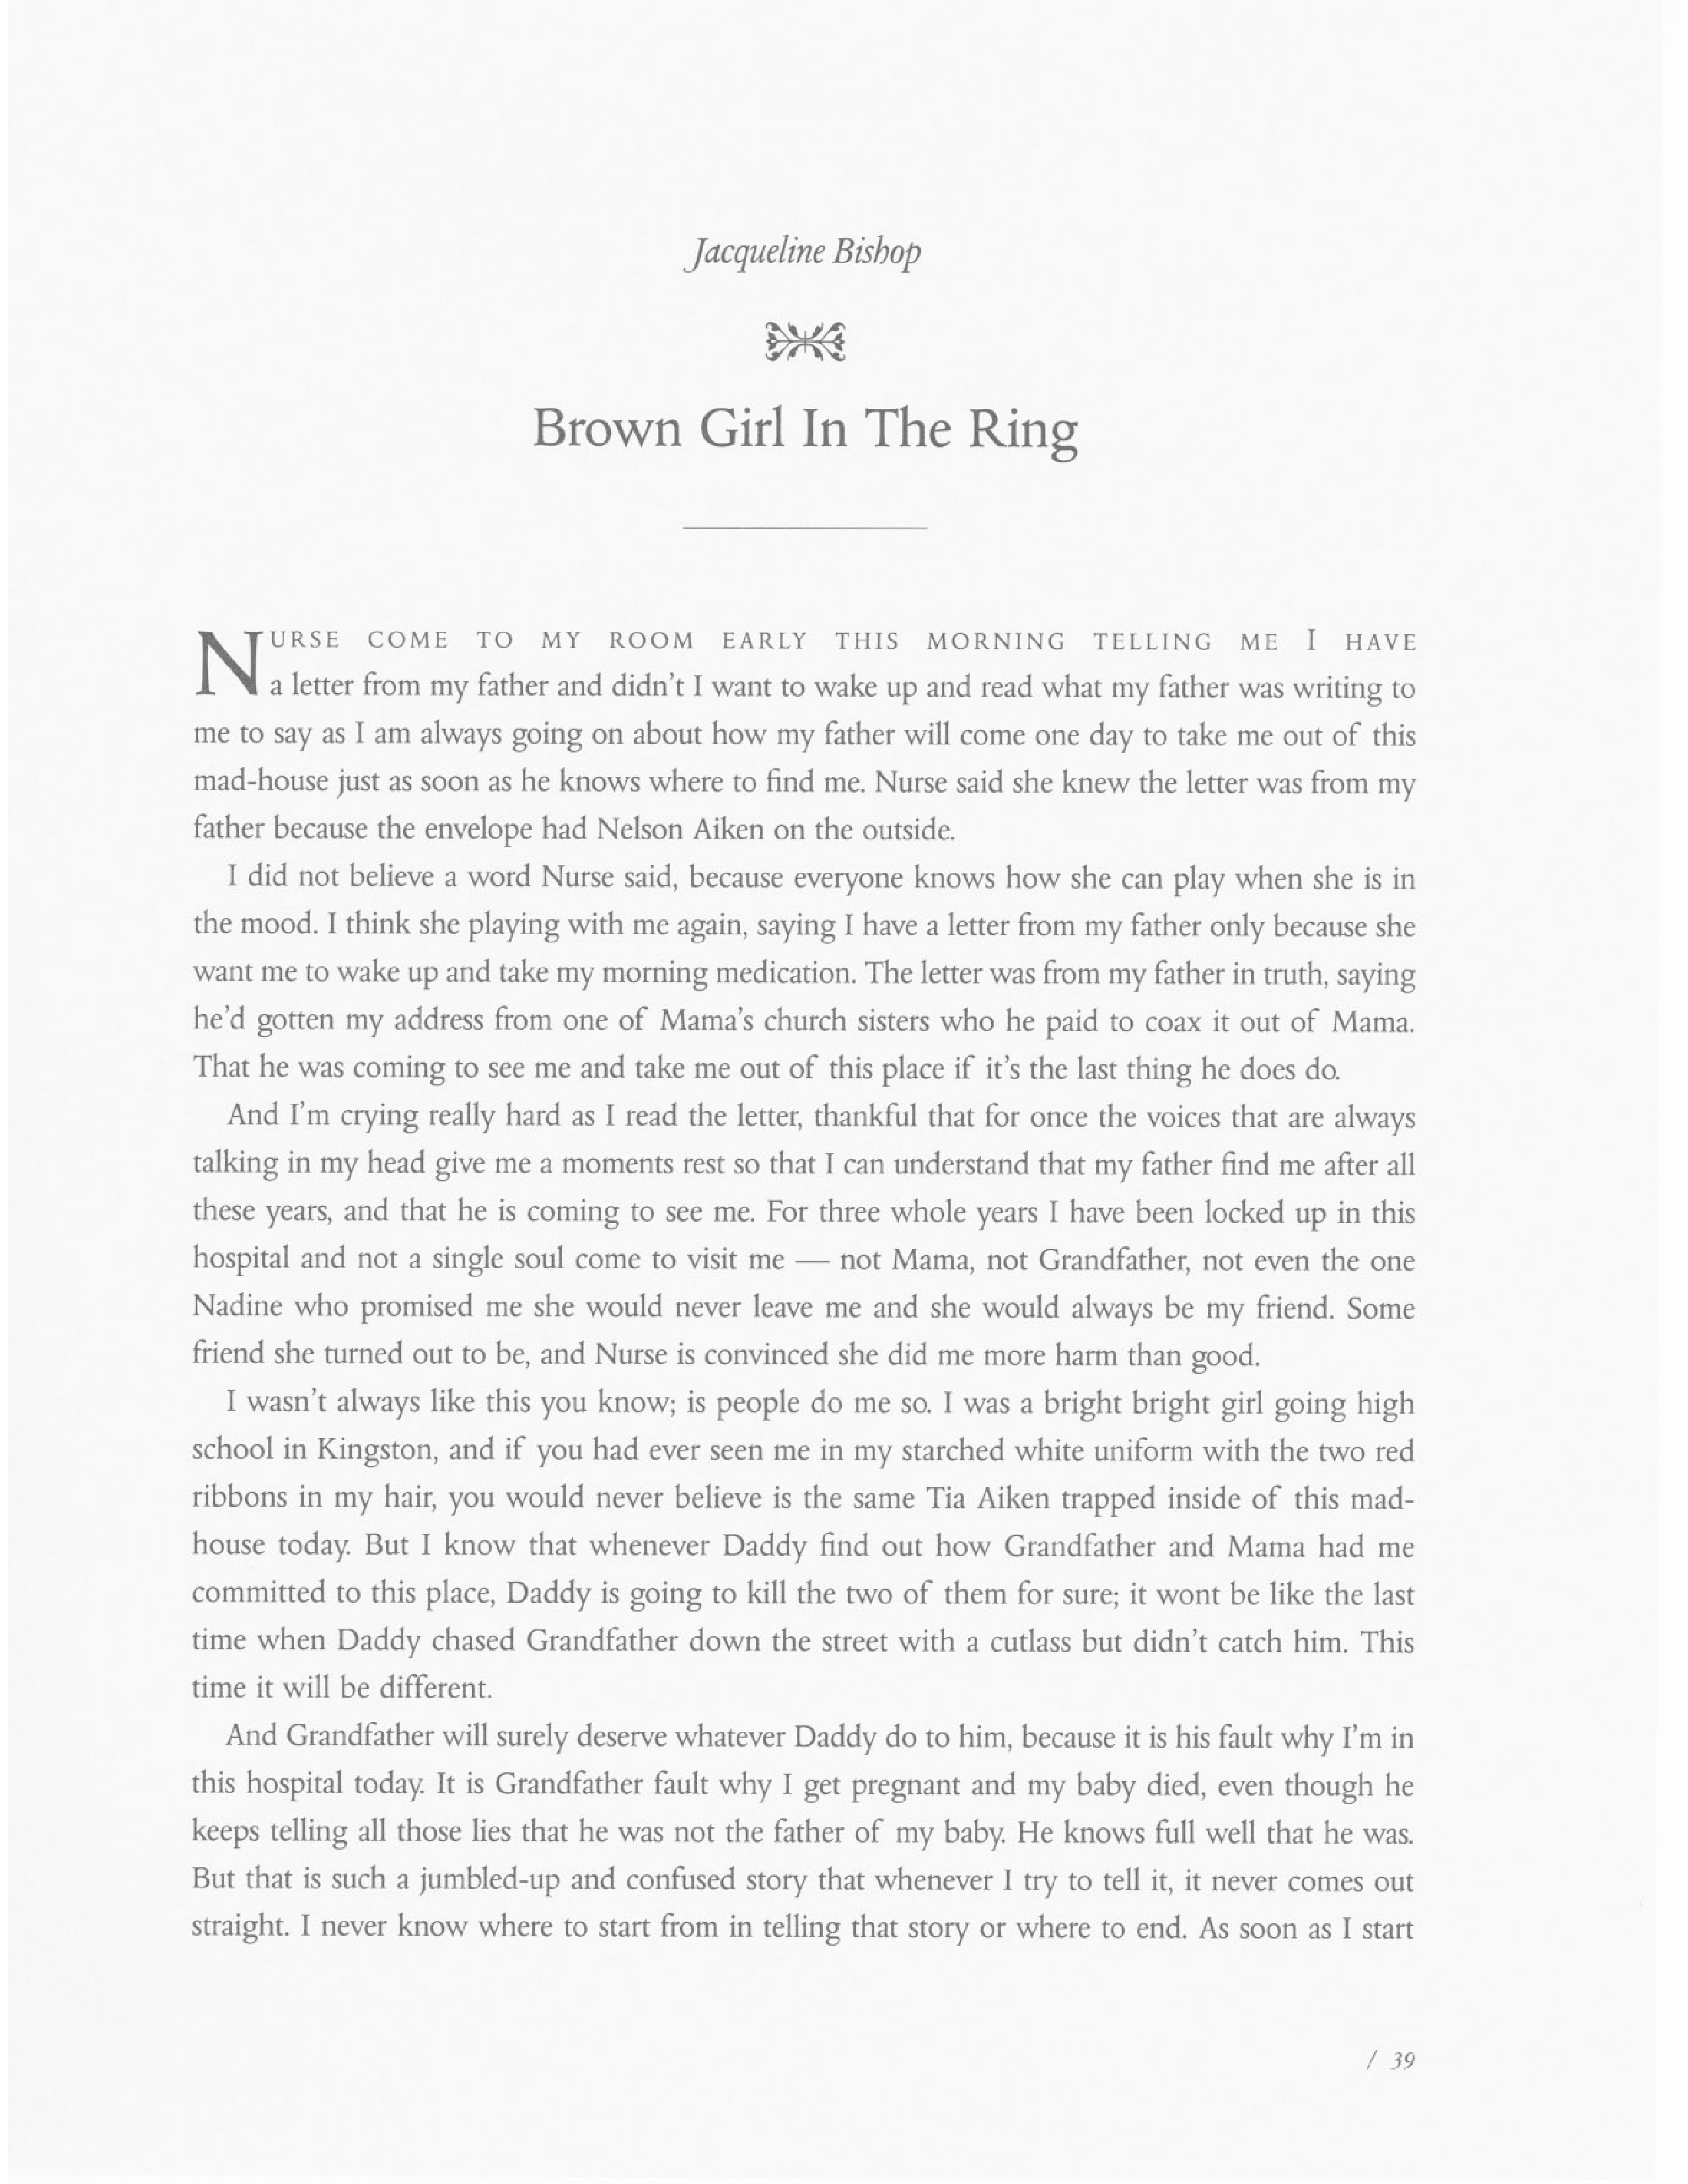 Jacqueline Bishop
Brown Girl In The Ring
NURSE COME TO MY ROOM EARLY THIS MORNING TELLING ME I HAVE
a letter from my father and didn't I want to wake up and read what my father was writing to
me to say as I am always going on about how my father will come one day to take me out of this
mad-house just as soon as he knows where to find me. Nurse said she knew the letter was from my
father because the envelope had Nelson Aiken on the outside.
I did not believe a word Nurse said, because everyone knows how she can play when she is in
the mood. I think she playing with me again, saying I have a letter from my father only because she
want me to wake up and take my morning medication. The letter was from my father in truth, saying
he'd gotten my address from one of Mama's church sisters who he paid to coax it out of Mama.
That he was coming to see me and take me out of this place if it's the last thing he does do.
And I'm crying really hard as I read the letter, thankful that for once the voices that are always
talking in my head give me a moments rest so that I can understand that my father find me after all
these years, and that he is coming to see me. For three whole years I have been locked up in this
hospital and not a single soul come to visit me — not Mama, not Grandfather, not even the one
Nadine who promised me she would never leave me and she would always be my friend. Some
friend she turned out to be, and Nurse is convinced she did me more harm than good.
I wasn't always like this you know; is people do me so. I was a bright bright girl going high
school in Kingston, and if you had ever seen me in my starched white uniform with the two red
ribbons in my hair, you would never believe is the same Tia Aiken trapped inside of this mad-
house today. But I know that whenever Daddy find out how Grandfather and Mama had me
committed to this place, Daddy is going to kill the two of them for sure; it wont be like the last
time when Daddy chased Grandfather down the street with a cutlass but didn't catch him. This
time it will be different.
And Grandfather will surely deserve whatever Daddy do to him, because it is his fault why I'm in
this hospital today. It is Grandfather fault why I get pregnant and my baby died, even though he
keeps telling all those lies that he was not the father of my baby. He knows full well that he was.
But that is such a jumbled-up and confused story that whenever I try to tell it, it never comes out
straight. I never know where to start from in telling that story or where to end. As soon as I start
/ 39